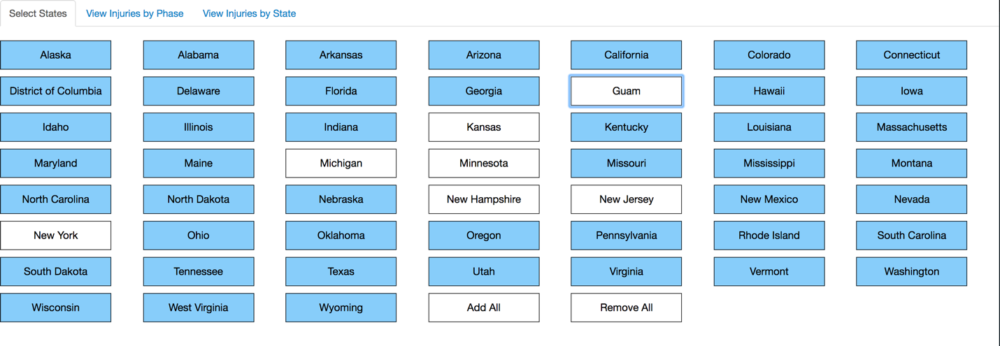 Select States View Injuries by Phase View Injuries by State
Alaska Alabama Arkansas Arizona California Colorado Connecticut
District of Columbia Delaware Florida Georgia Guam Hawaii Iowa
Idaho Illinois Indiana Kansas Kentucky Louisiana Massachusetts
Maryland Maine Michigan Minnesota Missouri Mississippi Montana
North Carolina North Dakota Nebraska New Hampshire New Jersey New Mexico Nevada
New York Ohio Oklahoma Oregon Pennsylvania Rhode Island South Carolina
South Dakota Tennessee Texas Utah Virginia Vermont Washington
Wisconsin West Virginia Wyoming Add All Remove All